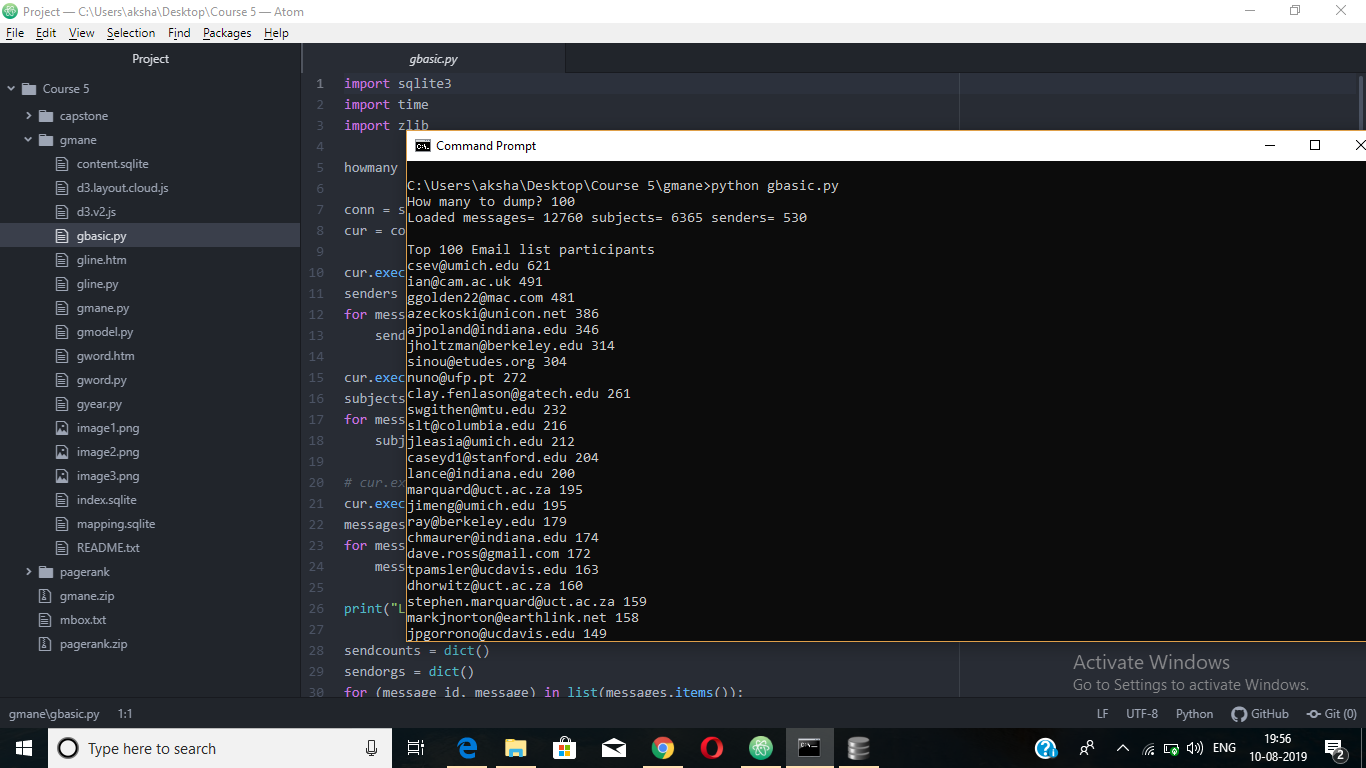 Project — C:\Users\aksha\Desktop\Course 5 — Atom
File Edit View Selection Find Packages Help
Project
Course 5
capstone
gmane
content.sqlite
d3.layout.cloud.js
d3.v2.js
gbasic.py
gline.htm
gline.py
gmane.py
gmodel.py
gword.htm
gword.py
gyear.py
image1.png
image2.png
image3.png
index.sqlite
mapping.sqlite
README.txt
pagerank
gmane.zip
mbox.txt
pagerank.zip
gbasic.py
1 import sqlite3
2 import time
3 import zlib
4
5 howmany
6
7 conn = s
8 cur = co
9
10 cur.exec
11 senders
12 for mess
13 send
14
15 cur.exec
16 subjects
17 for mess
18 subj
19
20 # cur.ex
21 cur.exec
22 messages
23 for mess
24 mess
25
26 print("L
27
28 sendcounts = dict()
29 sendorgs = dict()
30 for (message_id, message) in list(messages.items()):
Command Prompt
C:\Users\aksha\Desktop\Course 5\gmane>python gbasic.py
How many to dump? 100
Loaded messages= 12760 subjects= 6365 senders= 530
Top 100 Email list participants
csev@umich.edu 621
ian@cam.ac.uk 491
ggolden22@mac.com 481
azeckoski@unicon.net 386
ajpoland@indiana.edu 346
jholtzman@berkeley.edu 314
sinou@etudes.org 304
nuno@ufp.pt 272
clay.fenlason@gatech.edu 261
swgithen@mtu.edu 232
slt@columbia.edu 216
jleasia@umich.edu 212
caseyd1@stanford.edu 204
lance@indiana.edu 200
marquard@uct.ac.za 195
jimeng@umich.edu 195
ray@berkeley.edu 179
chmaurer@indiana.edu 174
dave.ross@gmail.com 172
tpamsler@ucdavis.edu 163
dhorwitz@uct.ac.za 160
stephen.marquard@uct.ac.za 159
markjnorton@earthlink.net 158
jpgorrono@ucdavis.edu 149
Activate Windows
Go to Settings to activate Windows.
gmane\gbasic.py 1:1 LF UTF-8 Python GitHub Git (0)
Type here to search
ENG
19:56
10-08-2019
2